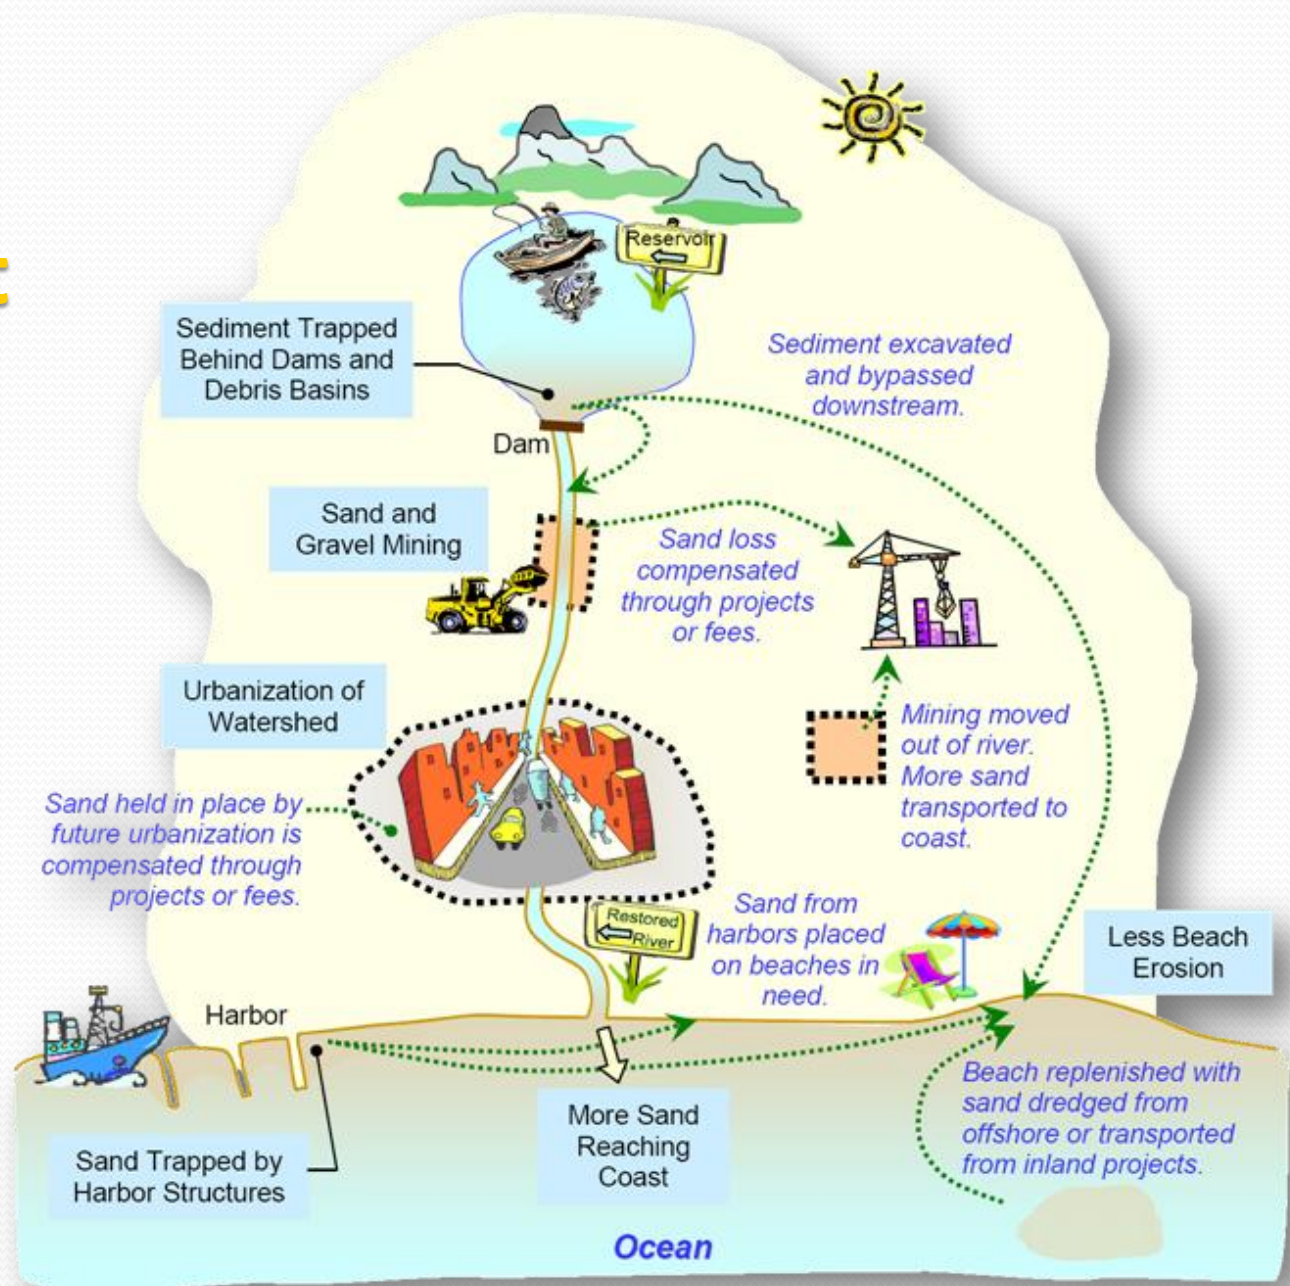 Reservoir
Sediment Trapped
Behind Dams and
Debris Basins
Sediment excavated
and bypassed
downstream.
Dam
Sand and
Gravel Mining
Sand loss
compensated
through projects
or fees.
Urbanization of
Watershed
Mining moved
out of river.
More sand
transported to
coast.
Sand held in place by
future urbanization is
compensated through
projects or fees.
Restored
River
Sand from
harbors placed
on beaches in
need.
Less Beach
Erosion
Harbor
Beach replenished with
sand dredged from
offshore or transported
from inland projects.
More Sand
Reaching
Coast
Sand Trapped by
Harbor Structures
Ocean